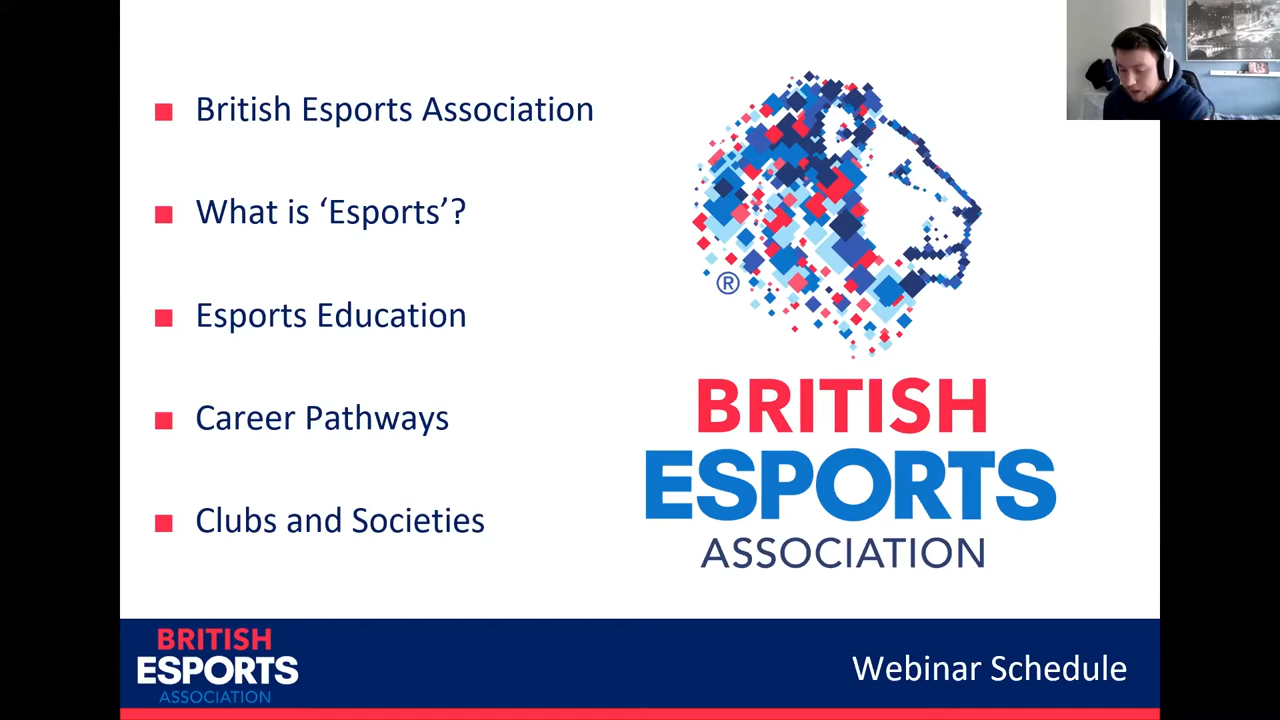 British Esports Association
What is ‘Esports’?
Esports Education
Career Pathways
Clubs and Societies
®
BRITISH
ESPORTS
ASSOCIATION
BRITISH
ESPORTS
ASSOCIATION
Webinar Schedule